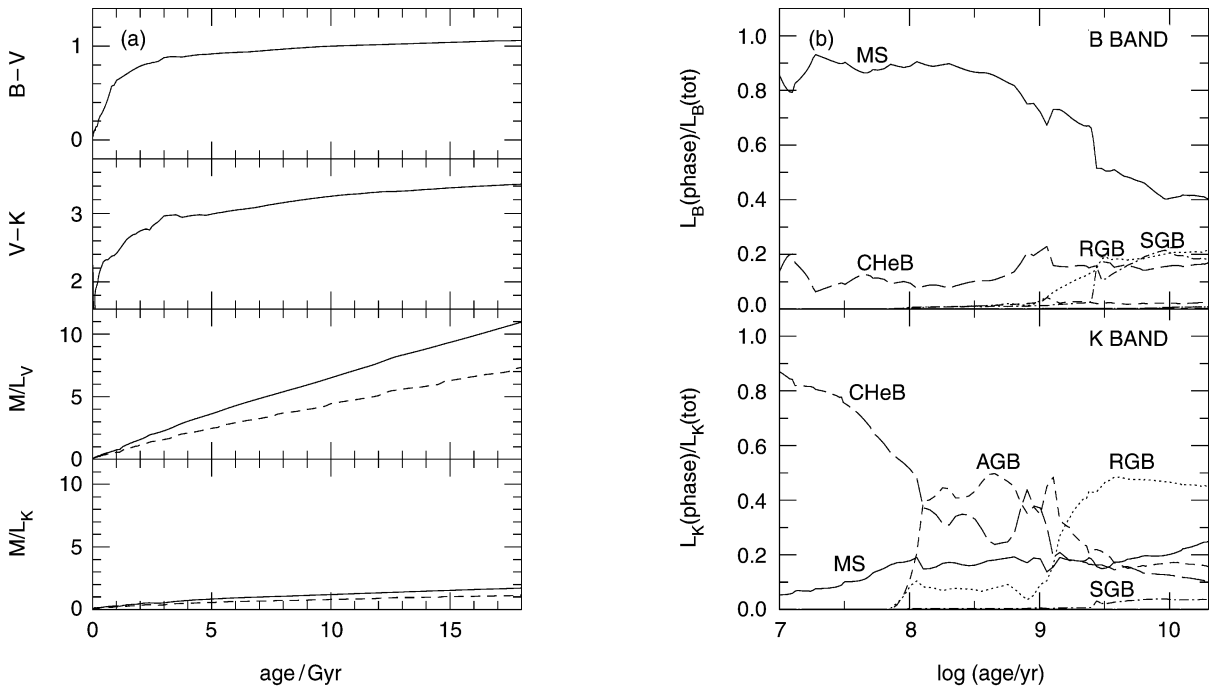 (a)
B−V
1
0
V−K
3
2
M/L_V
10
5
0
M/L_K
10
5
0
0 5 10 15
age/Gyr
(b)
B BAND
L_B(phase)/L_B(tot)
1.0
0.8
0.6
0.4
0.2
0.0
MS
CHeB
RGB
SGB
K BAND
L_K(phase)/L_K(tot)
1.0
0.8
0.6
0.4
0.2
0.0
CHeB
AGB
RGB
MS
SGB
7 8 9 10
log (age/yr)